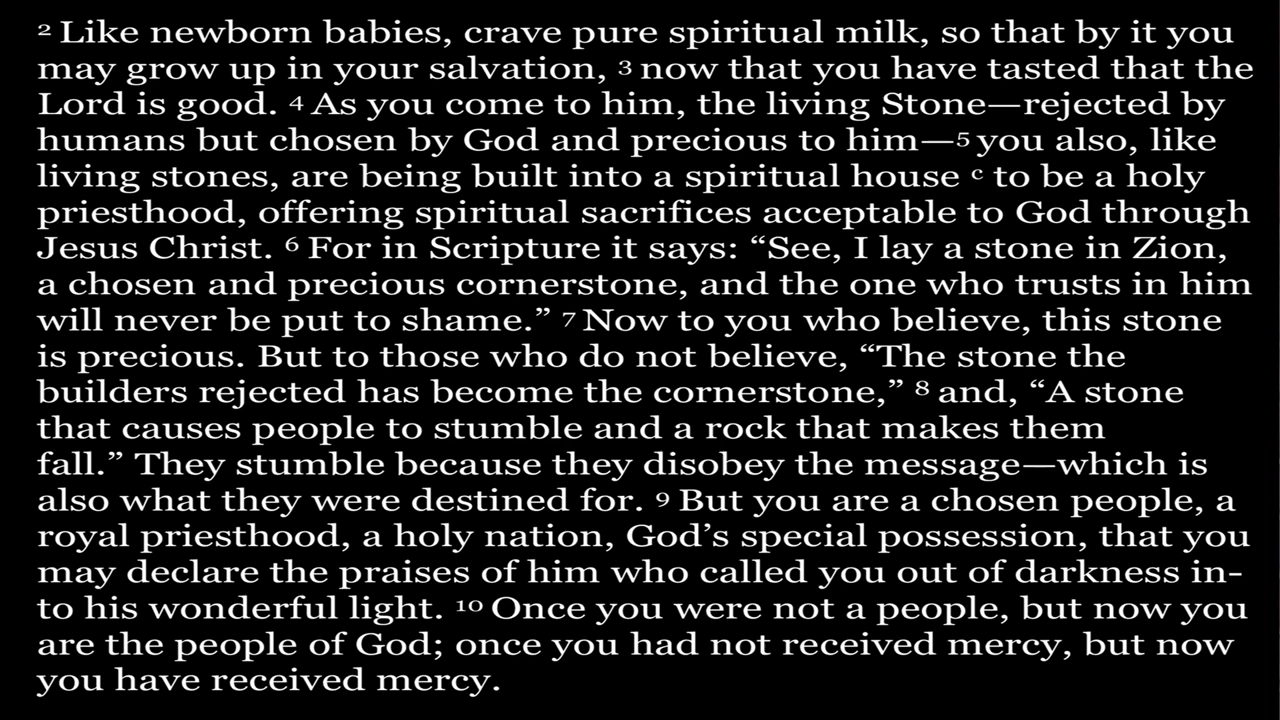 2 Like newborn babies, crave pure spiritual milk, so that by it you
may grow up in your salvation, 3 now that you have tasted that the
Lord is good. 4 As you come to him, the living Stone—rejected by
humans but chosen by God and precious to him—5 you also, like
living stones, are being built into a spiritual house c to be a holy
priesthood, offering spiritual sacrifices acceptable to God through
Jesus Christ. 6 For in Scripture it says: “See, I lay a stone in Zion,
a chosen and precious cornerstone, and the one who trusts in him
will never be put to shame.” 7 Now to you who believe, this stone
is precious. But to those who do not believe, “The stone the
builders rejected has become the cornerstone,” 8 and, “A stone
that causes people to stumble and a rock that makes them
fall.” They stumble because they disobey the message—which is
also what they were destined for. 9 But you are a chosen people, a
royal priesthood, a holy nation, God’s special possession, that you
may declare the praises of him who called you out of darkness in-
to his wonderful light. 10 Once you were not a people, but now you
are the people of God; once you had not received mercy, but now
you have received mercy.